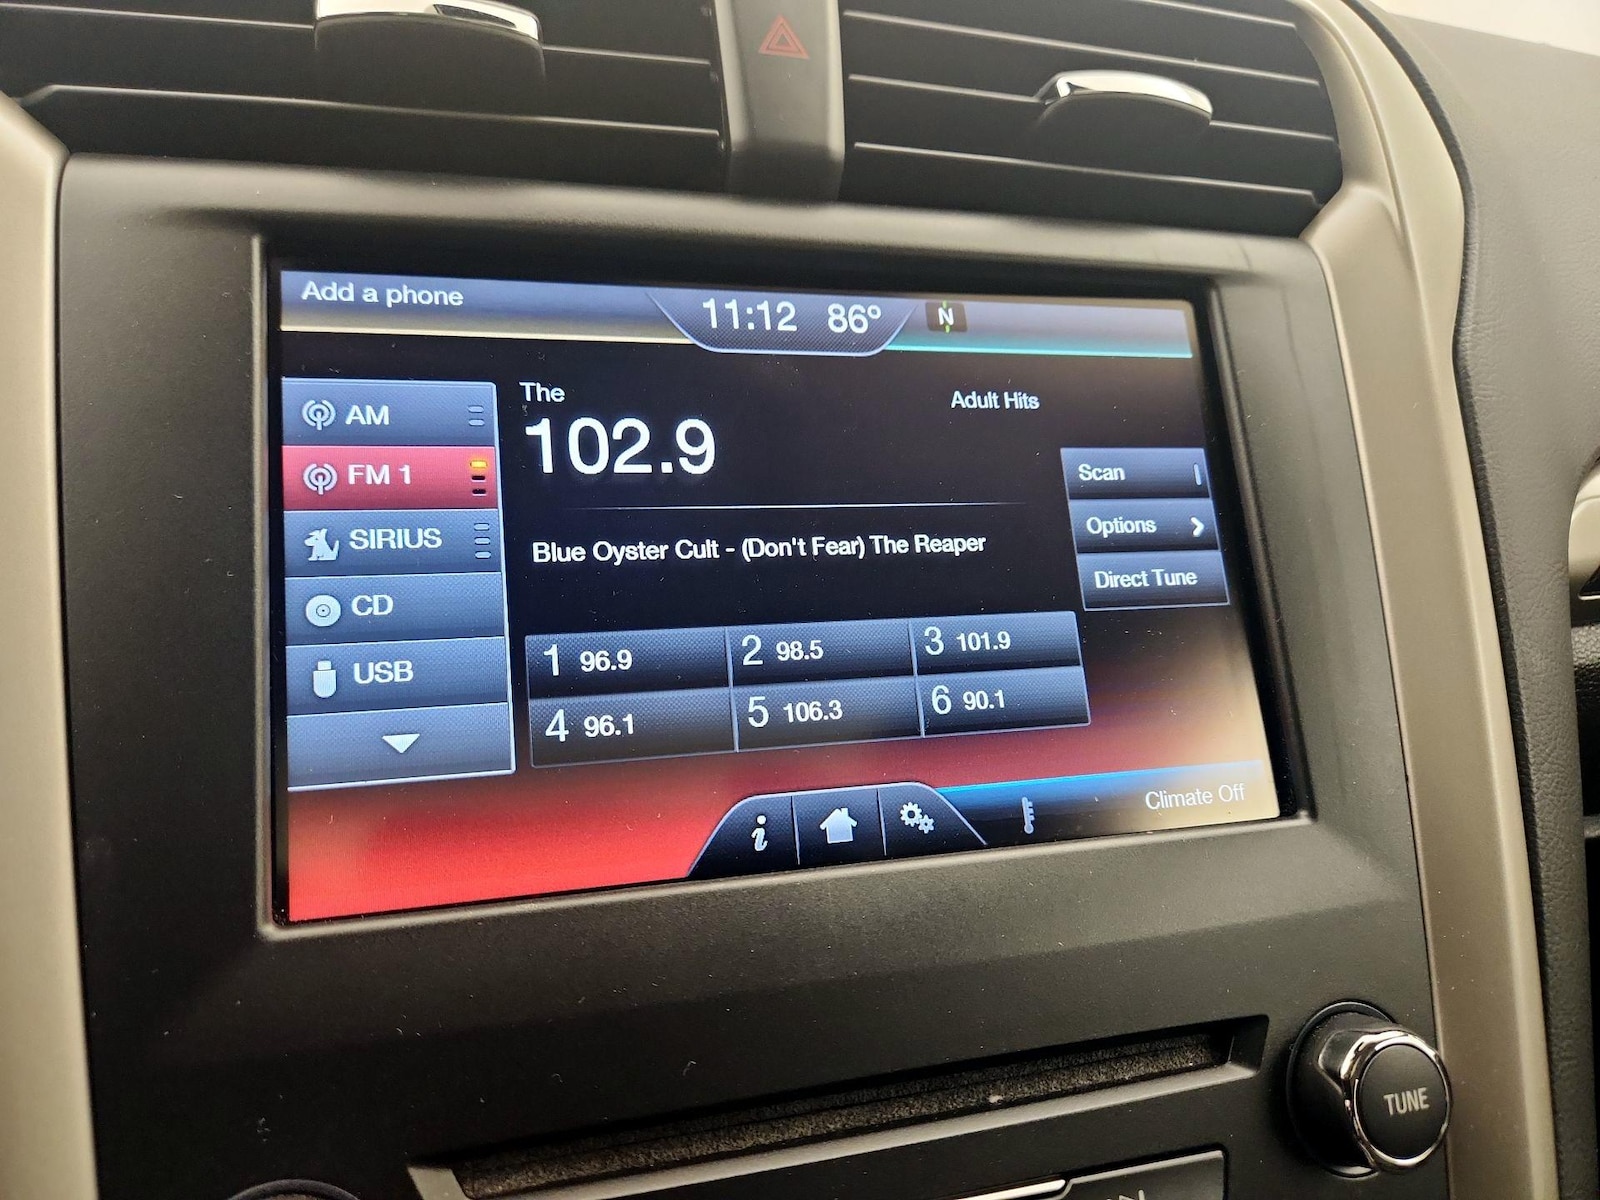 Add a phone
11:12 86º N
AM
FM 1
SIRIUS
CD
USB
The
102.9
Adult Hits
Blue Oyster Cult - (Don't Fear) The Reaper
Scan
Options
Direct Tune
1 96.9
2 98.5
3 101.9
4 96.1
5 106.3
6 90.1
i
Climate Off
TUNE